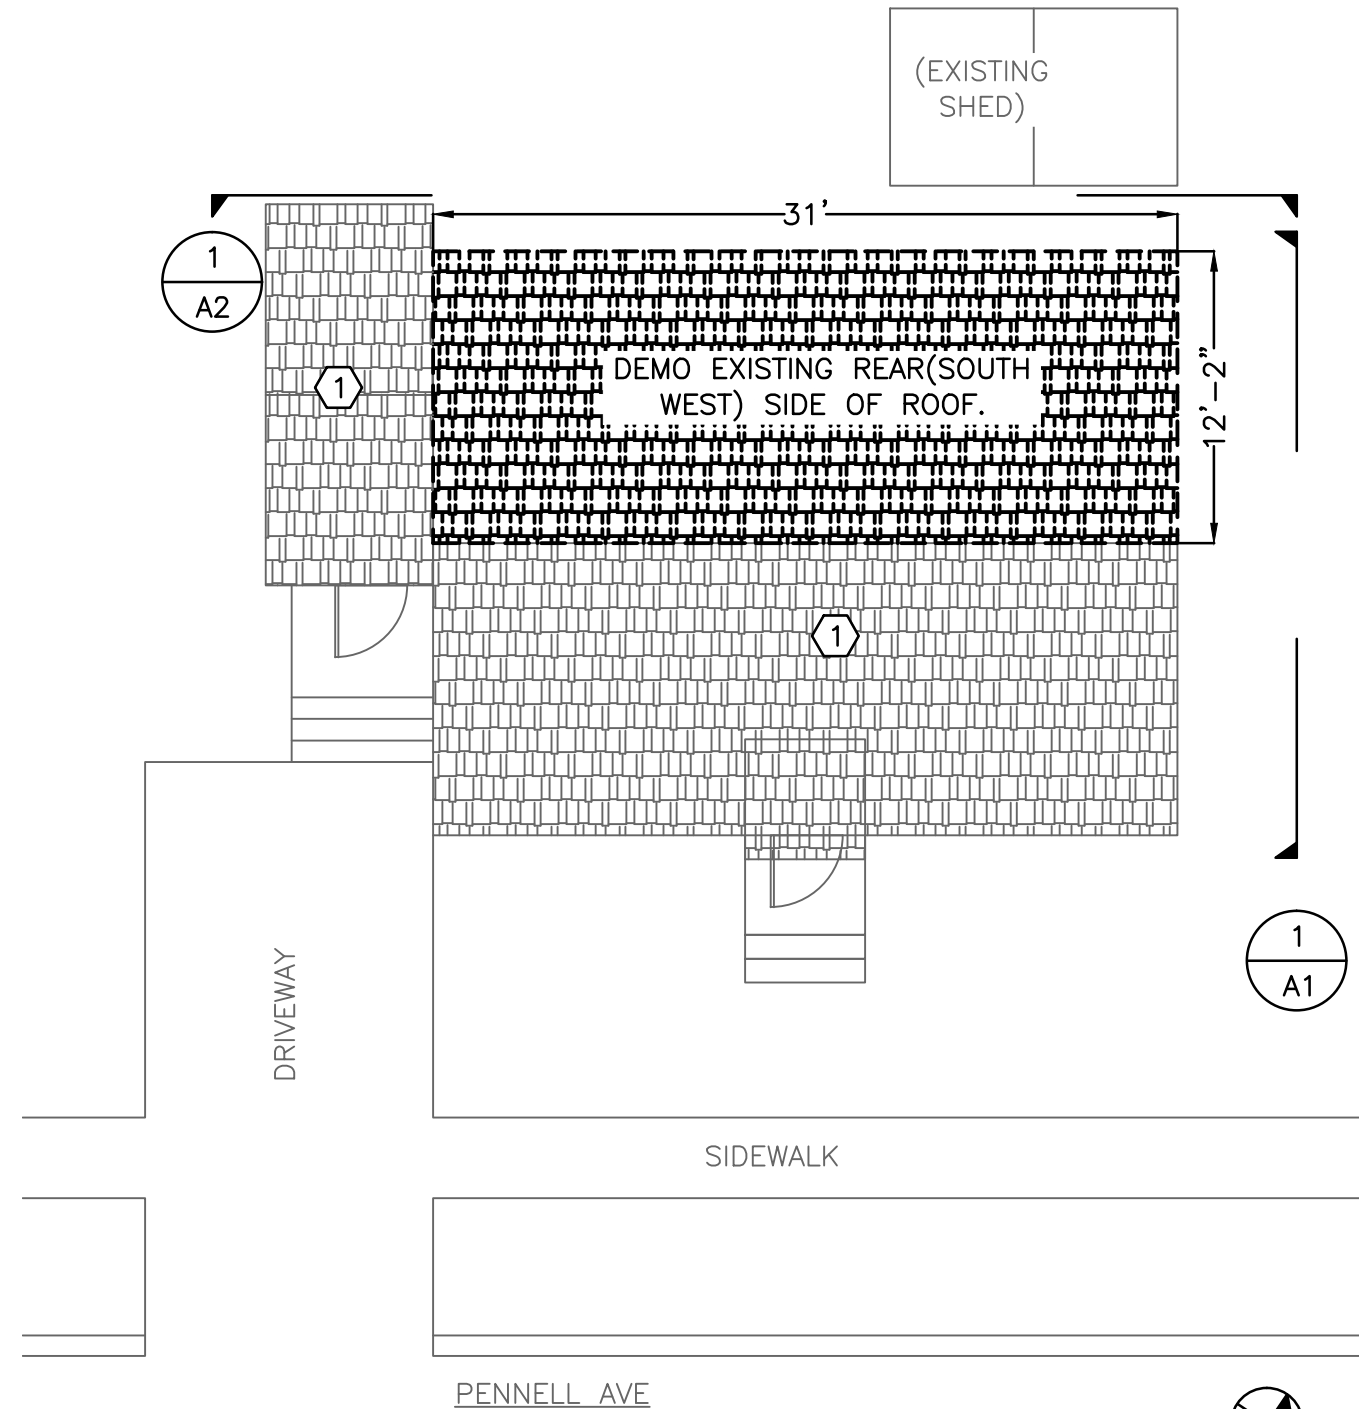 (EXISTING
SHED)
31'
1
A2
DEMO EXISTING REAR(SOUTH
WEST) SIDE OF ROOF.
12'-2"
1
1
1
A1
DRIVEWAY
SIDEWALK
PENNELL AVE